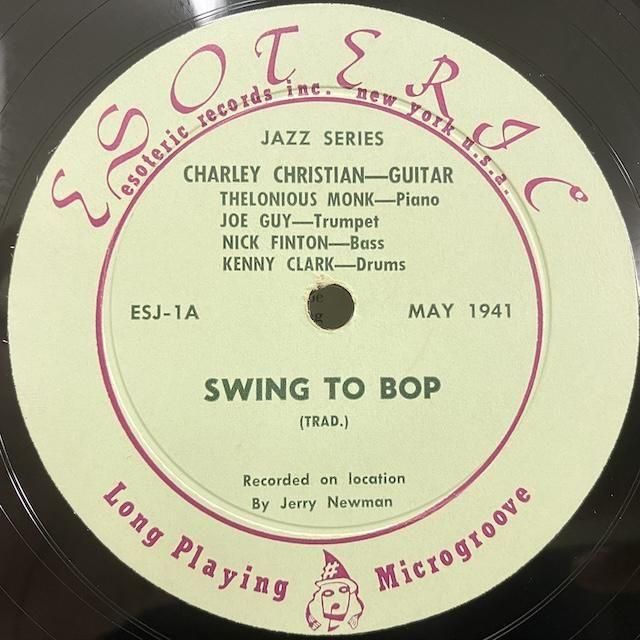 ESOTERIC
esoteric records inc. new york u.s.a.
JAZZ SERIES
CHARLEY CHRISTIAN—GUITAR
THELONIOUS MONK—Piano
JOE GUY—Trumpet
NICK FINTON—Bass
KENNY CLARK—Drums
ESJ-1A
MAY 1941
SWING TO BOP
(TRAD.)
Recorded on location
By Jerry Newman
Long Playing Microgroove